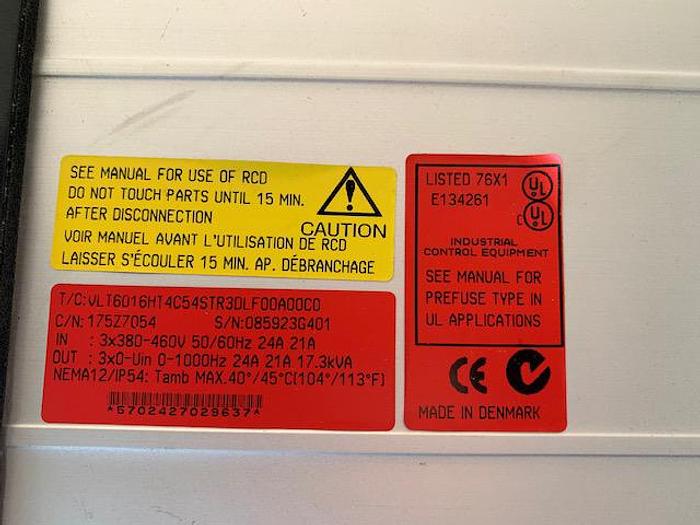 SEE MANUAL FOR USE OF RCD
DO NOT TOUCH PARTS UNTIL 15 MIN.
AFTER DISCONNECTION
CAUTION
VOIR MANUEL AVANT L'UTILISATION DE RCD
LAISSER S'ÉCOULER 15 MIN. AP. DÉBRANCHAGE
T/C: VLT6016HT4C54STR3DLF00A00C0
C/N: 175Z7054 S/N:085923G401
IN : 3x380-460V 50/60Hz 24A 21A
OUT : 3x0-Uin 0-1000Hz 24A 21A 17.3kVA
NEMA12/IP54: Tamb MAX.40°/45°C(104°/113°F)
*5702427029637*
LISTED 76X1
E134261
UL
C UL
INDUSTRIAL
CONTROL EQUIPMENT
SEE MANUAL FOR
PREFUSE TYPE IN
UL APPLICATIONS
CE
MADE IN DENMARK